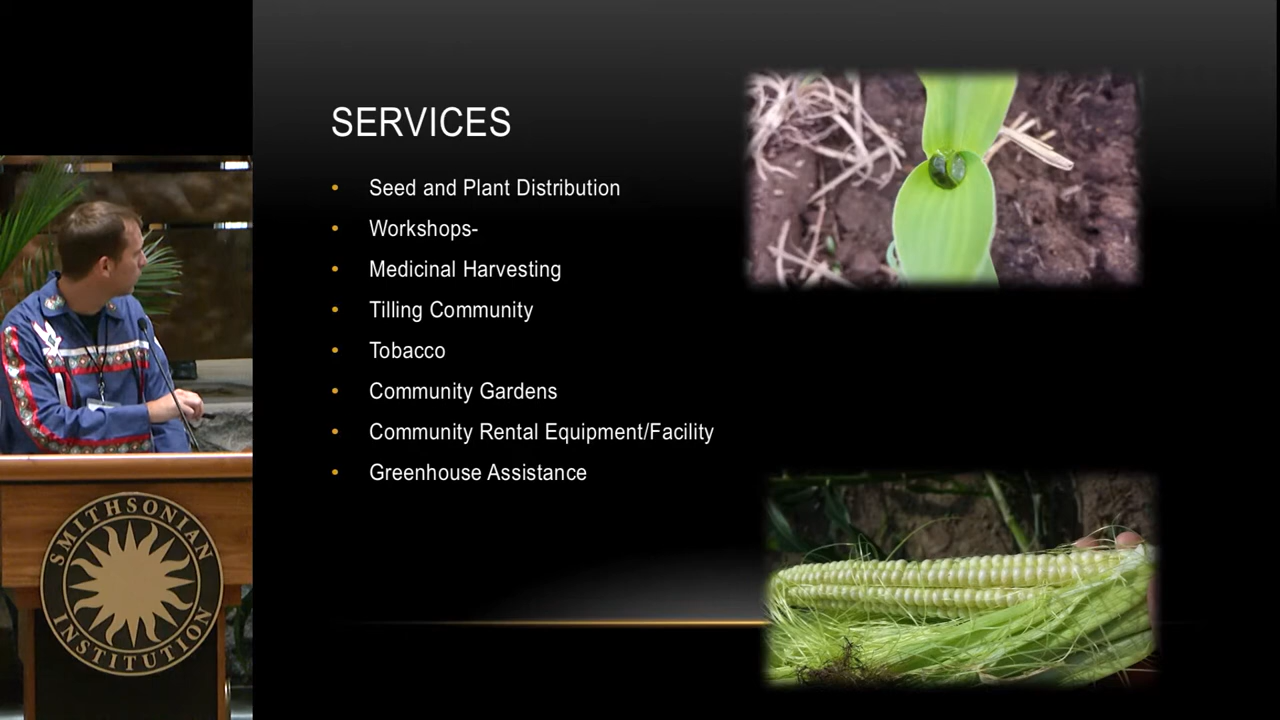 SERVICES
• Seed and Plant Distribution
• Workshops-
• Medicinal Harvesting
• Tilling Community
• Tobacco
• Community Gardens
• Community Rental Equipment/Facility
• Greenhouse Assistance
SMITHSONIAN
INSTITUTION